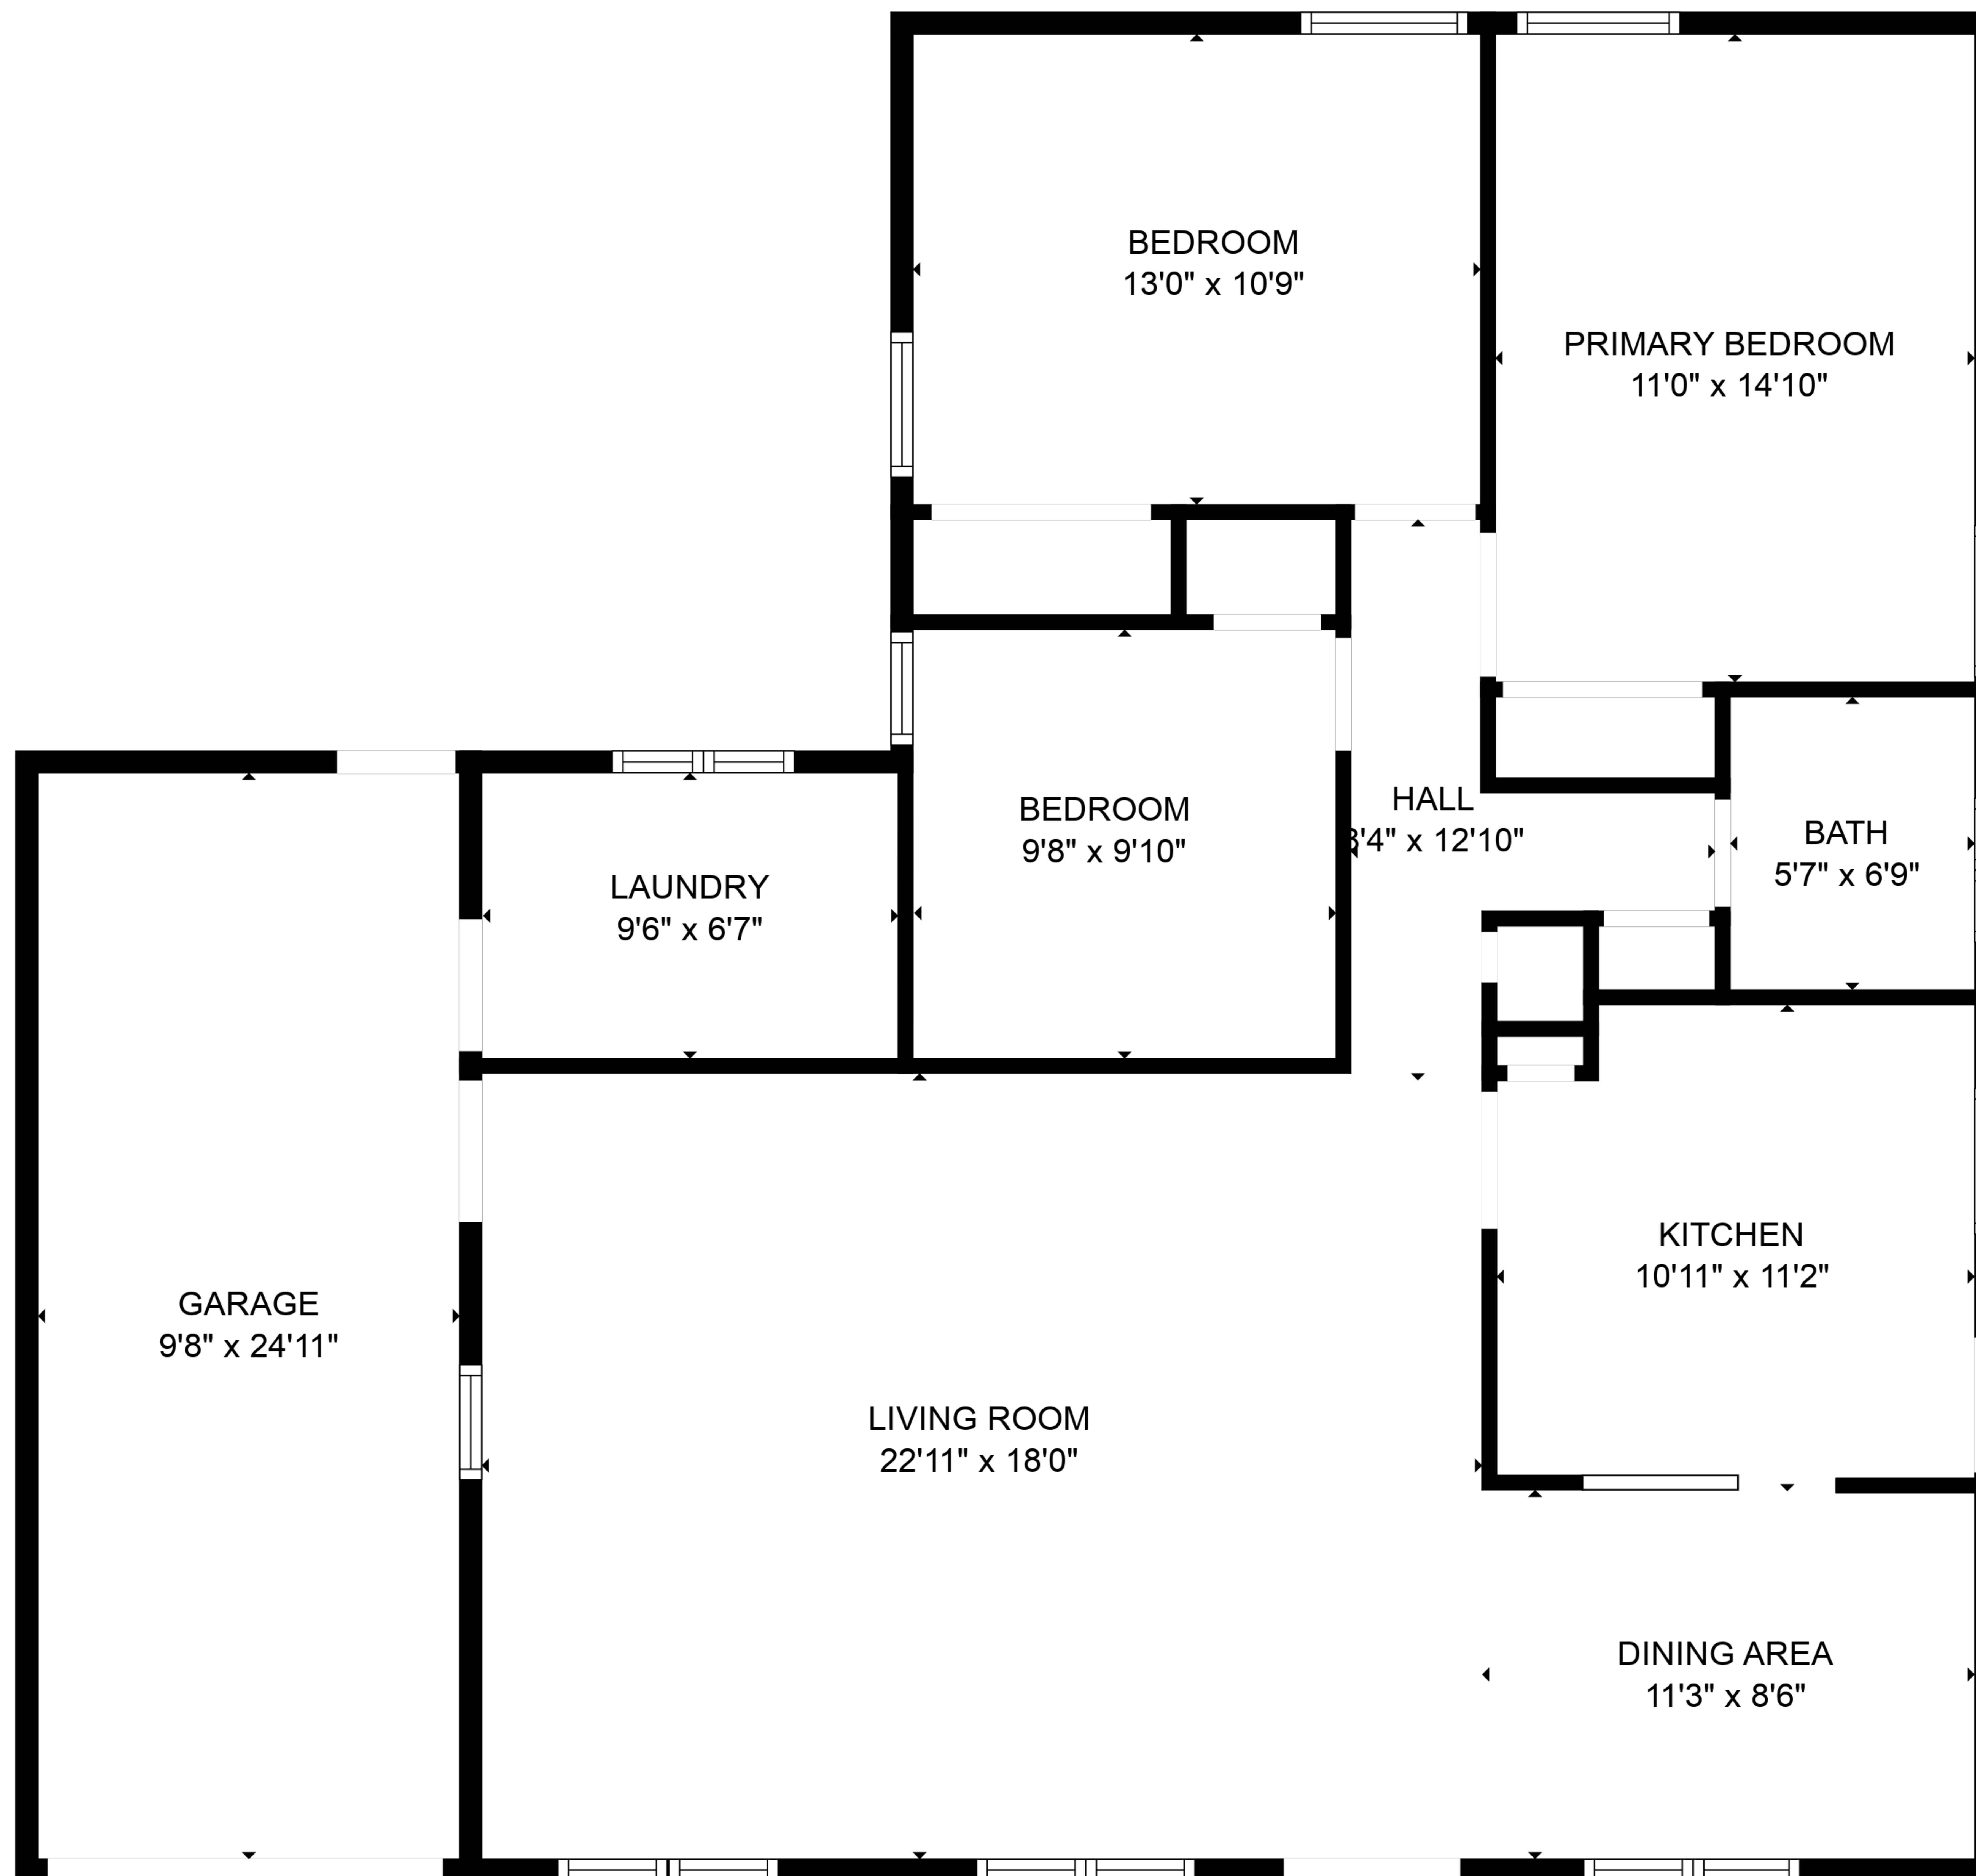 BEDROOM
13'0" x 10'9"
PRIMARY BEDROOM
11'0" x 14'10"
BEDROOM
9'8" x 9'10"
HALL
8'4" x 12'10"
BATH
5'7" x 6'9"
LAUNDRY
9'6" x 6'7"
KITCHEN
10'11" x 11'2"
GARAGE
9'8" x 24'11"
LIVING ROOM
22'11" x 18'0"
DINING AREA
11'3" x 8'6"